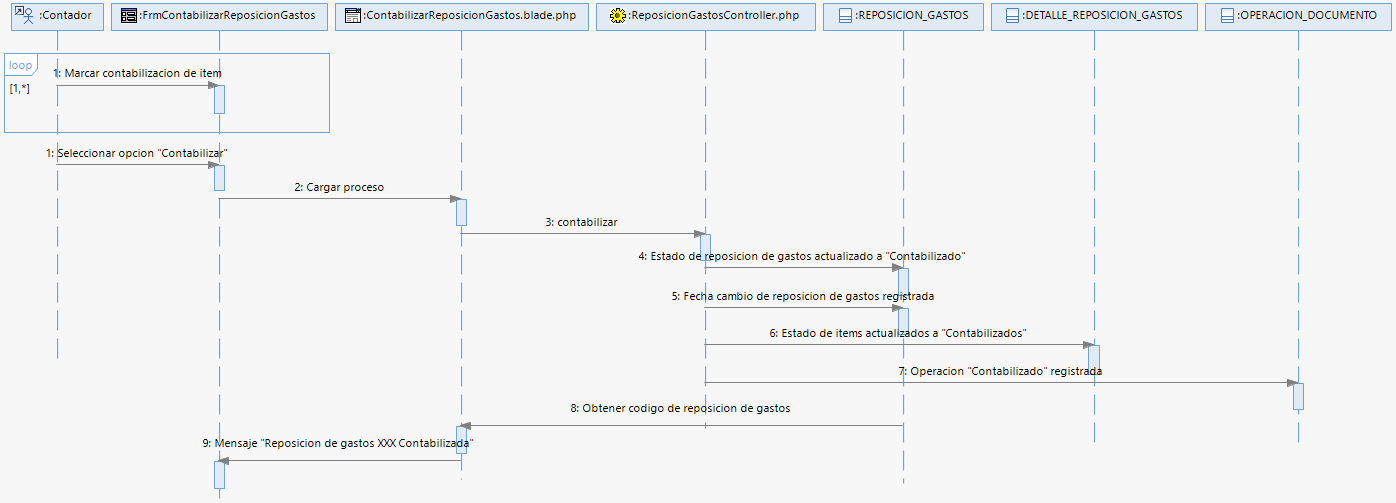 :Contador
:FrmContabilizarReposicionGastos
:ContabilizarReposicionGastos.blade.php
:ReposicionGastosController.php
:REPOSICION_GASTOS
:DETALLE_REPOSICION_GASTOS
:OPERACION_DOCUMENTO
loop
1: Marcar contabilizacion de item
[1,*]
1: Seleccionar opcion "Contabilizar"
2: Cargar proceso
3: contabilizar
4: Estado de reposicion de gastos actualizado a "Contabilizado"
5: Fecha cambio de reposicion de gastos registrada
6: Estado de items actualizados a "Contabilizados"
7: Operacion "Contabilizado" registrada
8: Obtener codigo de reposicion de gastos
9: Mensaje "Reposicion de gastos XXX Contabilizada"